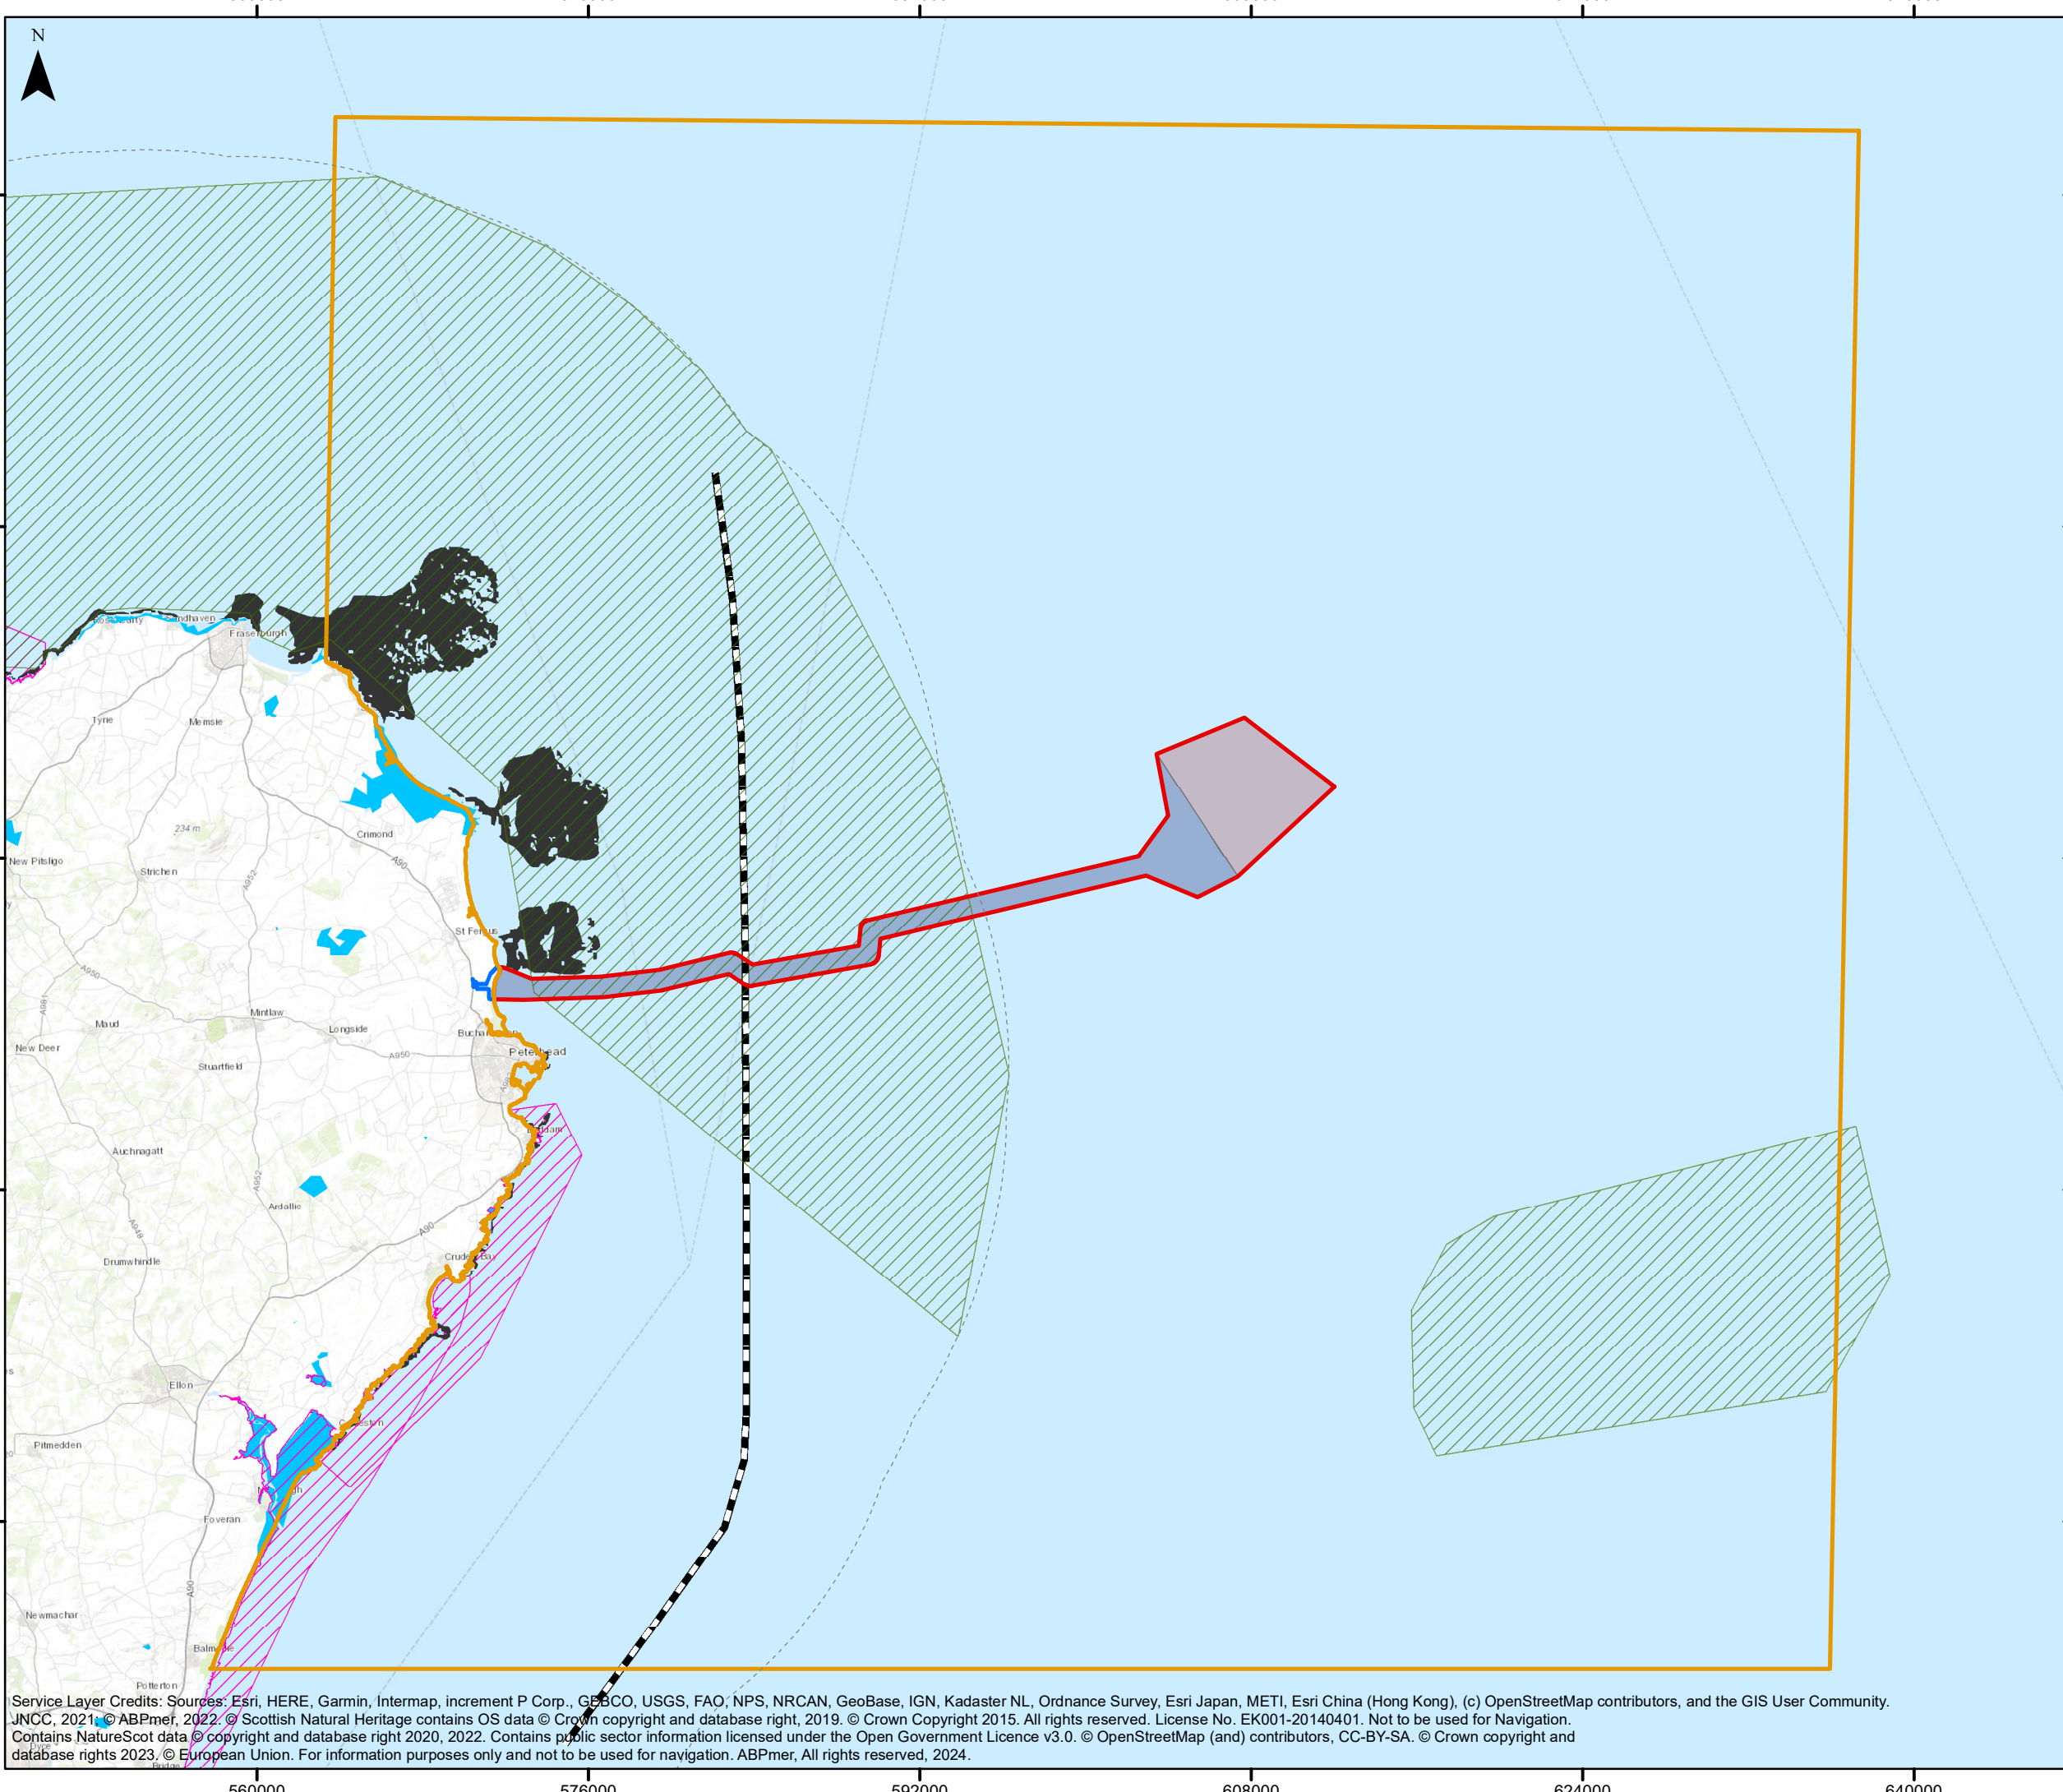 N
Rosehearty
Sandhaven
Fraserburgh
Tyrie
Memsie
234 m
Crimond
New Pitsligo
Strichen
A90
A952
St Fergus
A950
A981
Mintlaw
Maud
Longside
New Deer
A950
Stuartfield
Peterhead
Auchnagatt
A952
Ardallie
A948
A90
Drumwhindle
Cruden Bay
Ellon
Pitmedden
Foveran
A90
Newmachar
Balmedie
Potterton
Service Layer Credits: Sources: Esri, HERE, Garmin, Intermap, increment P Corp., GEBCO, USGS, FAO, NPS, NRCAN, GeoBase, IGN, Kadaster NL, Ordnance Survey, Esri Japan, METI, Esri China (Hong Kong), (c) OpenStreetMap contributors, and the GIS User Community.
JNCC, 2021; © ABPmer, 2022. © Scottish Natural Heritage contains OS data © Crown copyright and database right, 2019. © Crown Copyright 2015. All rights reserved. License No. EK001-20140401. Not to be used for Navigation.
Contains NatureScot data © copyright and database right 2020, 2022. Contains public sector information licensed under the Open Government Licence v3.0. © OpenStreetMap (and) contributors, CC-BY-SA. © Crown copyright and
database rights 2023. © European Union. For information purposes only and not to be used for navigation. ABPmer, All rights reserved, 2024.
Dyce
Bridge
560000 576000 592000 608000 624000 640000